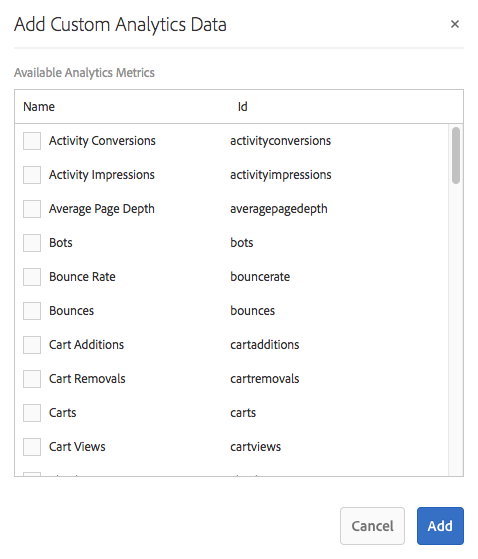 Add Custom Analytics Data ×
Available Analytics Metrics
Name Id
Activity Conversions activityconversions
Activity Impressions activityimpressions
Average Page Depth averagepagedepth
Bots bots
Bounce Rate bouncerate
Bounces bounces
Cart Additions cartadditions
Cart Removals cartremovals
Carts carts
Cart Views cartviews
Cancel Add